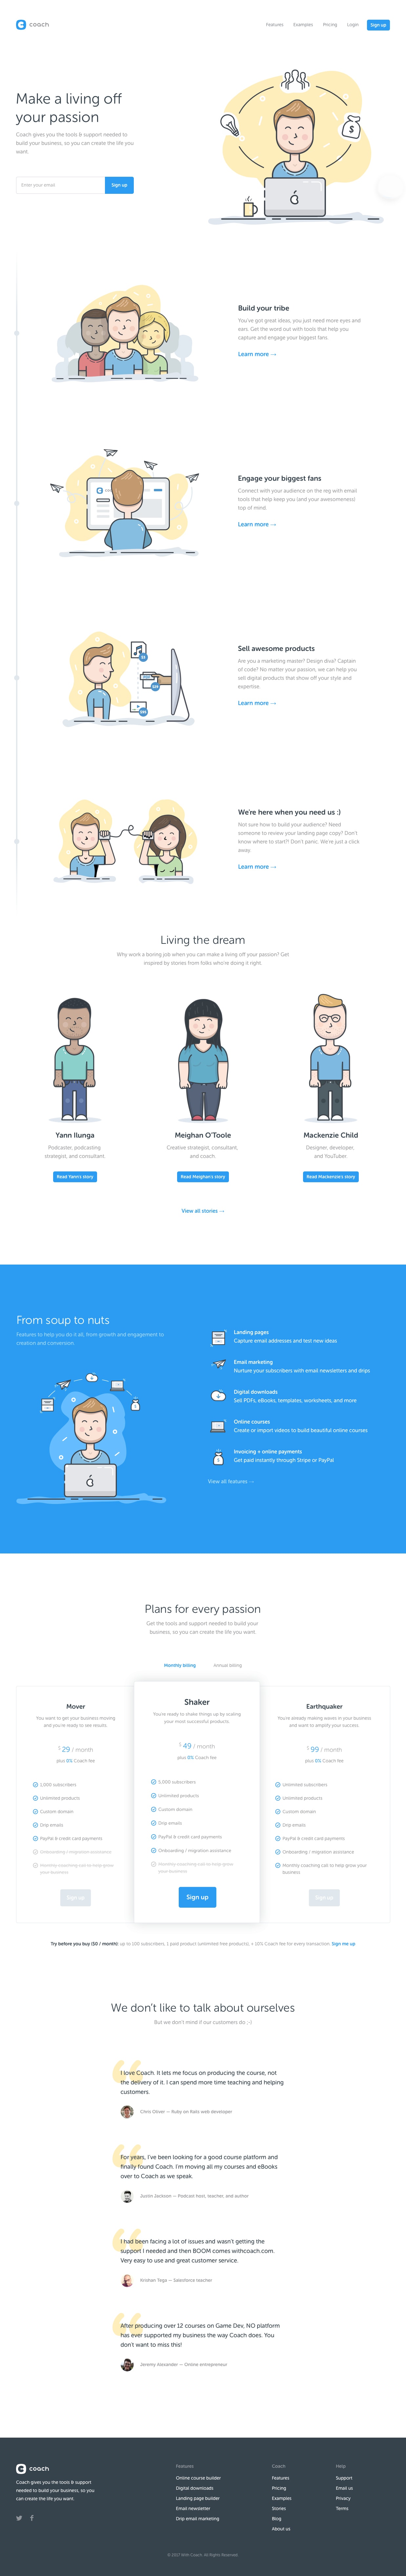 coach
Features Examples Pricing Login Sign up
Make a living off
your passion
Coach gives you the tools & support needed to
build your business, so you can create the life you
want.
Enter your email
Sign up
Build your tribe
You've got great ideas, you just need more eyes and
ears. Get the word out with tools that help you
capture and engage your biggest fans.
Learn more →
Engage your biggest fans
Connect with your audience on the reg with email
tools that help keep you (and your awesomeness)
top of mind.
Learn more →
Sell awesome products
Are you a marketing master? Design diva? Captain
of code? No matter your passion, we can help you
sell digital products that show off your style and
expertise.
Learn more →
We're here when you need us :)
Not sure how to build your audience? Need
someone to review your landing page copy? Don't
know where to start? Don't panic. We're just a click
away.
Learn more →
Living the dream
Why work a boring job when you can make a living off your passion? Get
inspired by stories from folks who're doing it right.
Yann Ilunga
Podcaster, podcasting
strategist, and consultant.
Read Yann's story
Meighan O'Toole
Creative strategist, consultant,
and coach.
Read Meighan's story
Mackenzie Child
Designer, developer,
and YouTuber.
Read Mackenzie's story
View all stories →
From soup to nuts
Features to help you do it all, from growth and engagement to
creation and conversion.
Landing pages
Capture email addresses and test new ideas
Email marketing
Nurture your subscribers with email newsletters and drips
Digital downloads
Sell PDFs, eBooks, templates, worksheets, and more
Online courses
Create or import videos to build beautiful online courses
Invoicing + online payments
Get paid instantly through Stripe or PayPal
View all features →
Plans for every passion
Get the tools and support needed to build your
business, so you can create the life you want.
Monthly billing Annual billing
Mover
You want to get your business moving
and you're ready to see results.
$ 29 / month
plus 0% Coach fee
1,000 subscribers
Unlimited products
Custom domain
Drip emails
PayPal & credit card payments
Onboarding / migration assistance
Monthly coaching call to help grow
your business
Sign up
Shaker
You're ready to shake things up by scaling
your most successful products.
$ 49 / month
plus 0% Coach fee
5,000 subscribers
Unlimited products
Custom domain
Drip emails
PayPal & credit card payments
Onboarding / migration assistance
Monthly coaching call to help grow
your business
Sign up
Earthquaker
You're already making waves in your business
and want to amplify your success.
$ 99 / month
plus 0% Coach fee
Unlimited subscribers
Unlimited products
Custom domain
Drip emails
PayPal & credit card payments
Onboarding / migration assistance
Monthly coaching call to help grow your
business
Sign up
Try before you buy ($0 / month): up to 100 subscribers, 1 paid product (unlimited free products), + 10% Coach fee for every transaction. Sign me up
We don't like to talk about ourselves
But we don't mind if our customers do ;-)
I love Coach. It lets me focus on producing the course, not
the delivery of it. I can spend more time teaching and helping
customers.
Chris Oliver — Ruby on Rails web developer
For years, I've been looking for a good course platform and
finally found Coach. I'm moving all my courses and eBooks
over to Coach as we speak.
Justin Jackson — Podcast host, teacher, and author
I had been facing a lot of issues and wasn't getting the
support I needed and then BOOM comes withcoach.com.
Very easy to use and great customer service.
Krishan Tega — Salesforce teacher
After producing over 12 courses on Game Dev, NO platform
has ever supported my business the way Coach does. You
don't want to miss this!
Jeremy Alexander — Online entrepreneur
coach
Coach gives you the tools & support
needed to build your business, so you
can create the life you want.
Features
Online course builder
Digital downloads
Landing page builder
Email newsletter
Drip email marketing
Coach
Features
Pricing
Examples
Stories
Blog
About us
Help
Support
Email us
Privacy
Terms
© 2017 With Coach. All Rights Reserved.